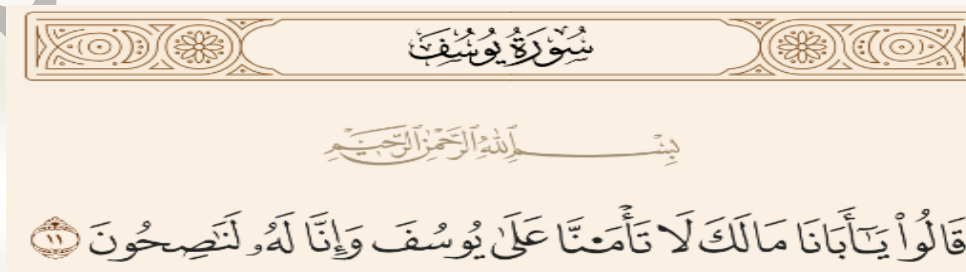 سُورَةُ يُوسُفَ
بِسْمِ ٱللَّهِ ٱلرَّحْمَٰنِ ٱلرَّحِيمِ
قَالُوا۟ يَـٰٓأَبَانَا مَا لَكَ لَا تَأْمَ۫نَّا عَلَىٰ يُوسُفَ وَإِنَّا لَهُۥ لَنَـٰصِحُونَ ١١